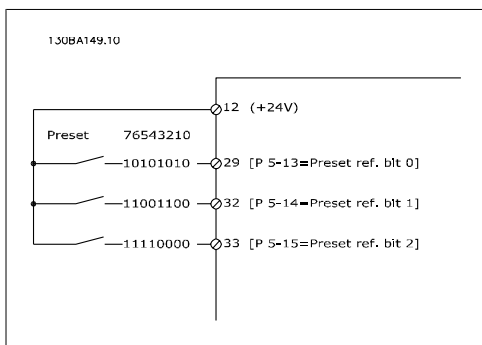 130BA149.10
12 (+24V)
Preset 76543210
10101010 29 [P 5-13=Preset ref. bit 0]
11001100 32 [P 5-14=Preset ref. bit 1]
11110000 33 [P 5-15=Preset ref. bit 2]